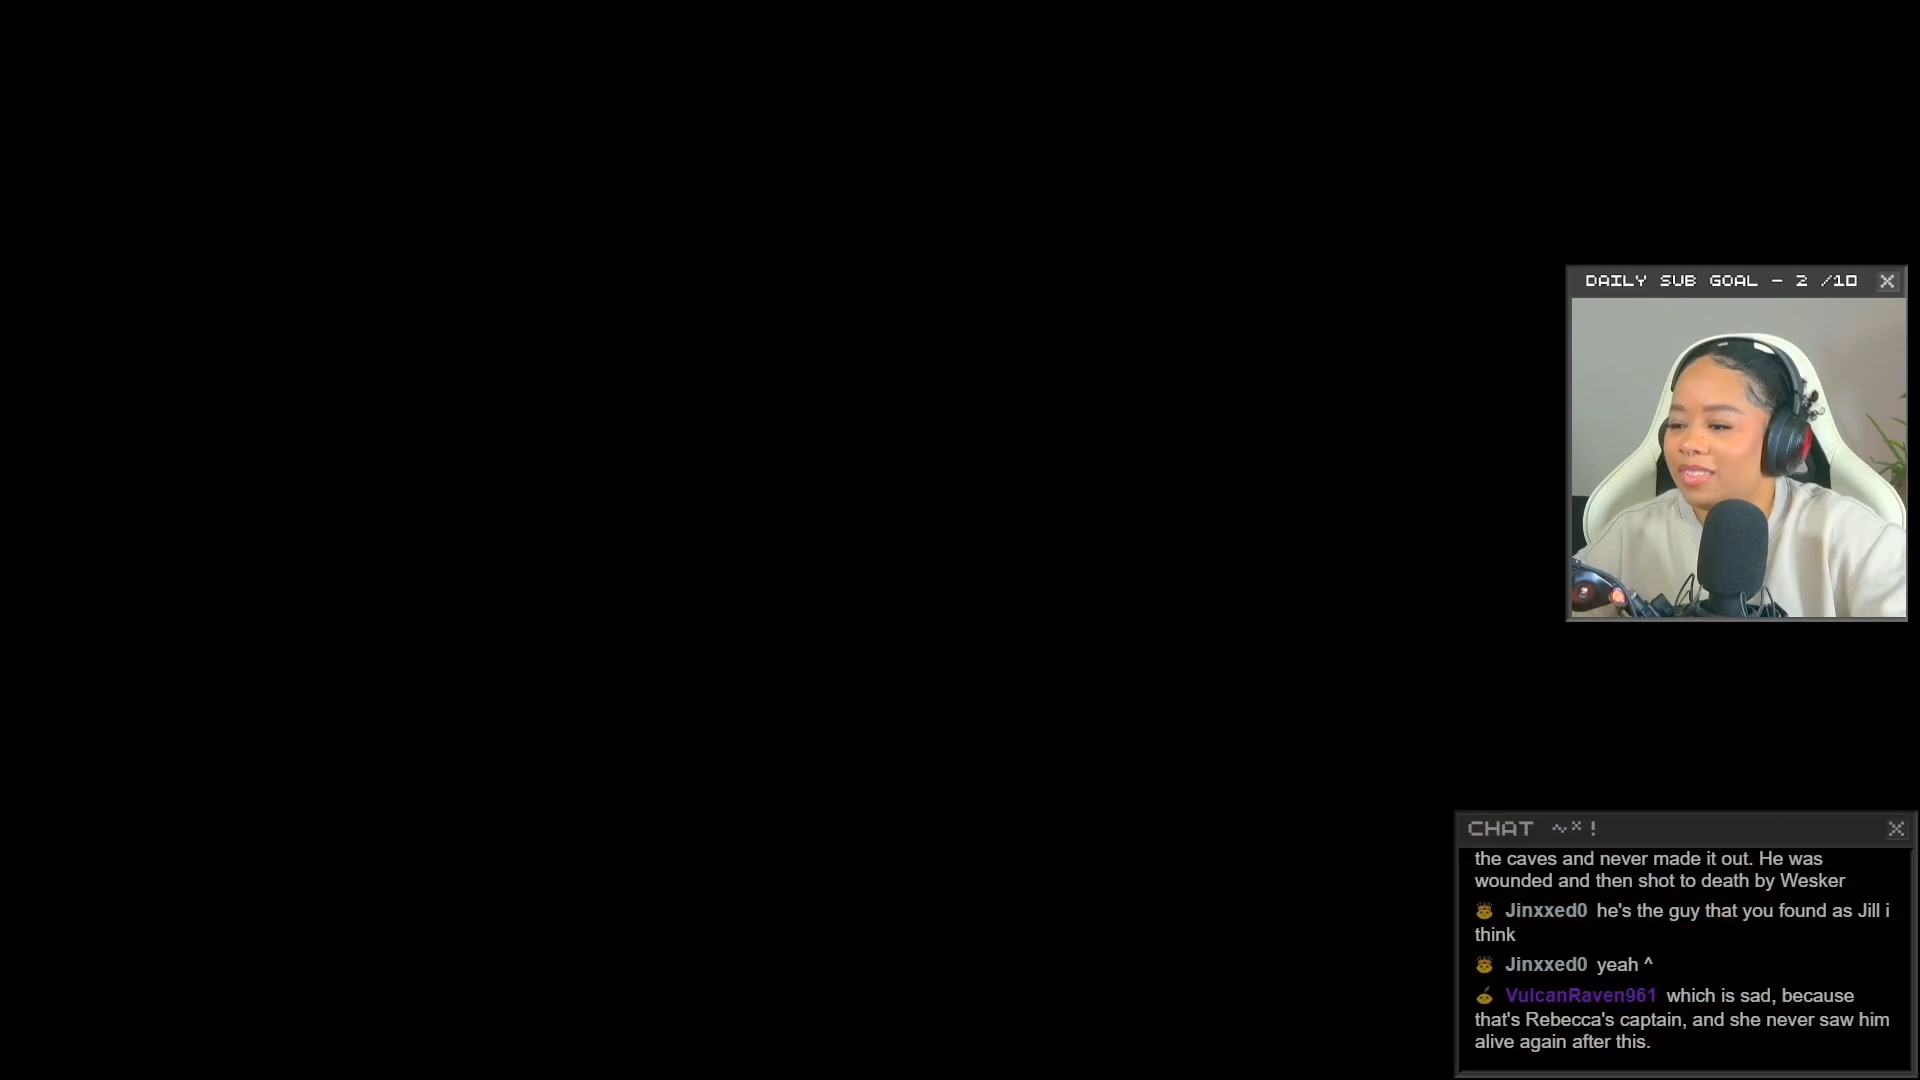 DAILY SUB GOAL - 2 /10
CHAT ~*!
the caves and never made it out. He was
wounded and then shot to death by Wesker
Jinxxed0 he's the guy that you found as Jill i
think
Jinxxed0 yeah ^
VulcanRaven961 which is sad, because
that's Rebecca's captain, and she never saw him
alive again after this.